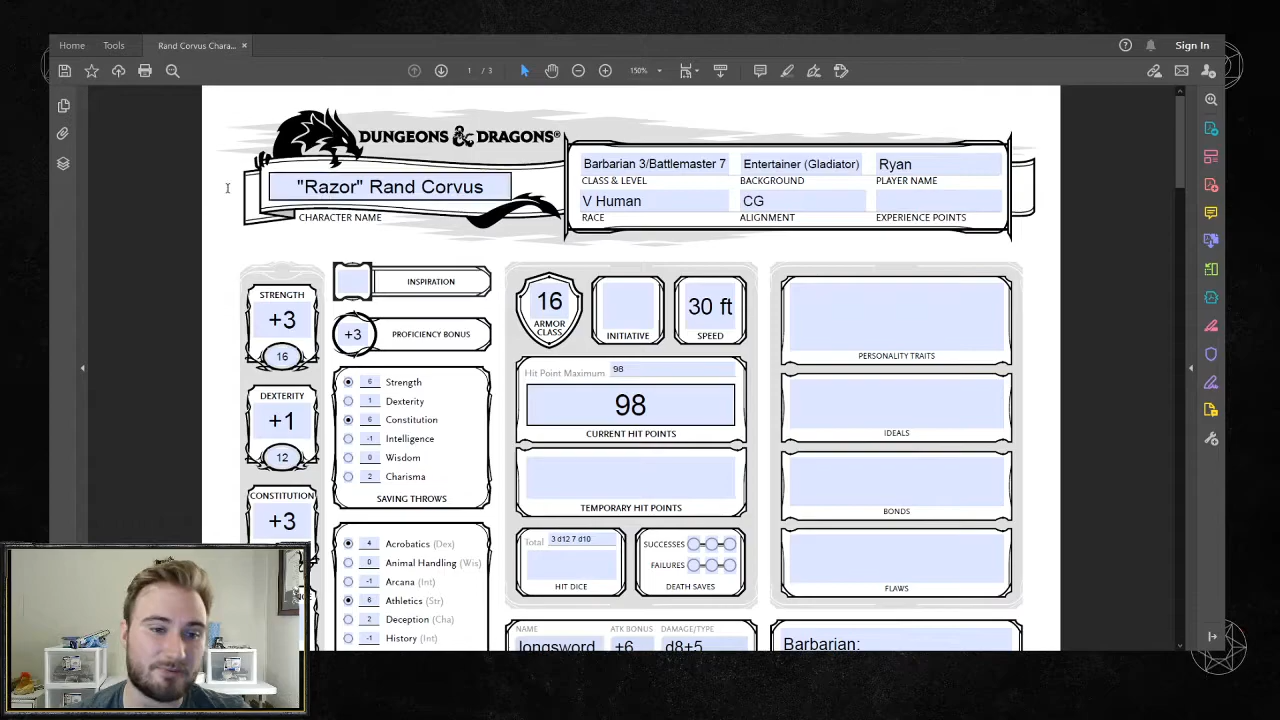 Home Tools Rand Corvus Chara... × Sign In
1 / 3 150%
DUNGEONS & DRAGONS®
"Razor" Rand Corvus
CHARACTER NAME
Barbarian 3/Battlemaster 7 Entertainer (Gladiator) Ryan
CLASS & LEVEL BACKGROUND PLAYER NAME
V Human CG
RACE ALIGNMENT EXPERIENCE POINTS
STRENGTH
+3
16
DEXTERITY
+1
12
CONSTITUTION
+3
INSPIRATION
+3 PROFICIENCY BONUS
6 Strength
1 Dexterity
6 Constitution
-1 Intelligence
0 Wisdom
2 Charisma
SAVING THROWS
4 Acrobatics (Dex)
0 Animal Handling (Wis)
-1 Arcana (Int)
6 Athletics (Str)
2 Deception (Cha)
-1 History (Int)
16
ARMOR
CLASS
INITIATIVE
30 ft
SPEED
Hit Point Maximum 98
98
CURRENT HIT POINTS
TEMPORARY HIT POINTS
Total 3 d12 7 d10
HIT DICE
SUCCESSES
FAILURES
DEATH SAVES
NAME ATK BONUS DAMAGE/TYPE
longsword +6 d8+5
PERSONALITY TRAITS
IDEALS
BONDS
FLAWS
Barbarian: